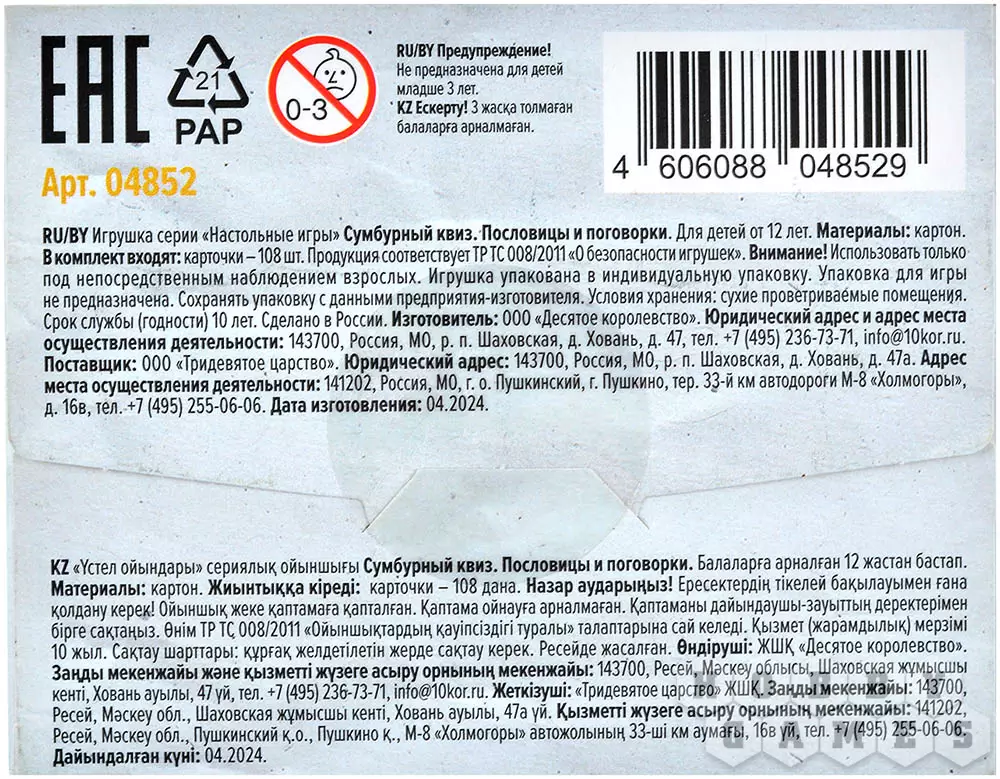 EAC
21
PAP
0-3
RU/BY Предупреждение!
Не предназначена для детей
младше 3 лет.
KZ Ескерту! 3 жасқа толмаған
балаларға арналмаған.
4 606088 048529
Арт. 04852
RU/BY Игрушка серии «Настольные игры» Сумбурный квиз. Пословицы и поговорки. Для детей от 12 лет. Материалы: картон.
В комплект входят: карточки – 108 шт. Продукция соответствует ТР ТС 008/2011 «О безопасности игрушек». Внимание! Использовать только
под непосредственным наблюдением взрослых. Игрушка упакована в индивидуальную упаковку. Упаковка для игры
не предназначена. Сохранять упаковку с данными предприятия-изготовителя. Условия хранения: сухие проветриваемые помещения.
Срок службы (годности) 10 лет. Сделано в России. Изготовитель: ООО «Десятое королевство». Юридический адрес и адрес места
осуществления деятельности: 143700, Россия, МО, р. п. Шаховская, д. Ховань, д. 47, тел. +7 (495) 236-73-71, info@10kor.ru.
Поставщик: ООО «Тридевятое царство». Юридический адрес: 143700, Россия, МО, р. п. Шаховская, д. Ховань, д. 47а. Адрес
места осуществления деятельности: 141202, Россия, МО, г. о. Пушкинский, г. Пушкино, тер. 33-й км автодороги М-8 «Холмогоры»,
д. 16в, тел. +7 (495) 255-06-06. Дата изготовления: 04.2024.
KZ «Үстел ойындары» сериялық ойыншығы Сумбурный квиз. Пословицы и поговорки. Балаларға арналған 12 жастан бастап.
Материалы: картон. Жиынтыққа кіреді: карточки – 108 дана. Назар аударыңыз! Ересектердің тікелей бақылауымен ғана
қолдану керек! Ойыншық жеке қаптамаға қапталған. Қаптама ойнауға арналмаған. Қаптаманы дайындаушы-зауыттың деректерімен
бірге сақтаңыз. Өнім ТР ТС 008/2011 «Ойыншықтардың қауіпсіздігі туралы» талаптарына сай келеді. Қызмет (жарамдылық) мерзімі
10 жыл. Сақтау шарттары: құрғақ желдетілетін жерде сақтау керек. Ресейде жасалған. Өндіруші: ЖШҚ «Десятое королевство».
Заңды мекенжайы және қызметті жүзеге асыру орнының мекенжайы: 143700, Ресей, Мәскеу облысы, Шаховская жұмысшы
кенті, Ховань ауылы, 47 үй, тел. +7 (495) 236-73-71, info@10kor.ru. Жеткізуші: «Тридевятое царство» ЖШҚ. Заңды мекенжайы: 143700,
Ресей, Мәскеу обл., Шаховская жұмысшы кенті, Ховань ауылы, 47а үй. Қызметті жүзеге асыру орнының мекенжайы: 141202,
Ресей, Мәскеу обл., Пушкинский қ.о., Пушкино қ., М-8 «Холмогоры» автожолының 33-ші км аумағы, 16в үй, тел. +7 (495) 255-06-06.
Дайындалған күні: 04.2024.
HOBBY
GAMES